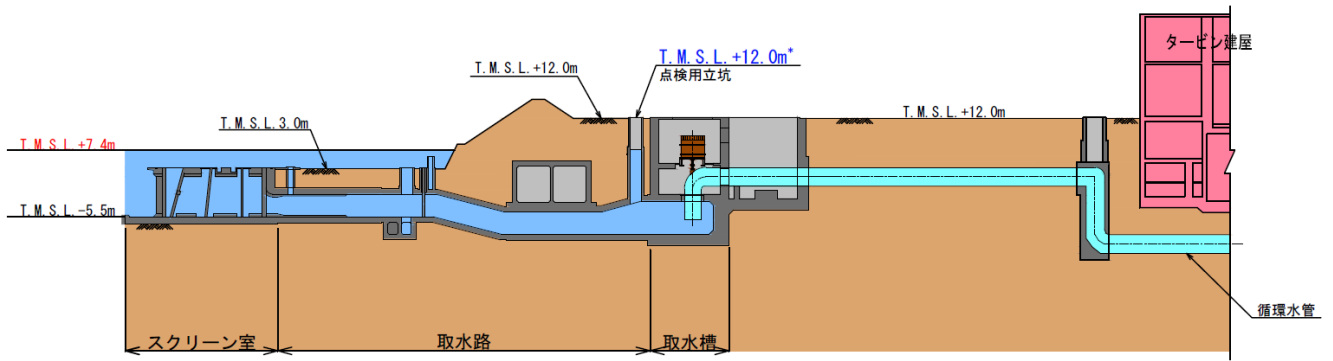 タービン建屋
T.M.S.L.+12.0m*
点検用立坑
T.M.S.L.+12.0m
T.M.S.L.+12.0m
T.M.S.L.3.0m
T.M.S.L.+7.4m
T.M.S.L.-5.5m
循環水管
スクリーン室
取水路
取水槽